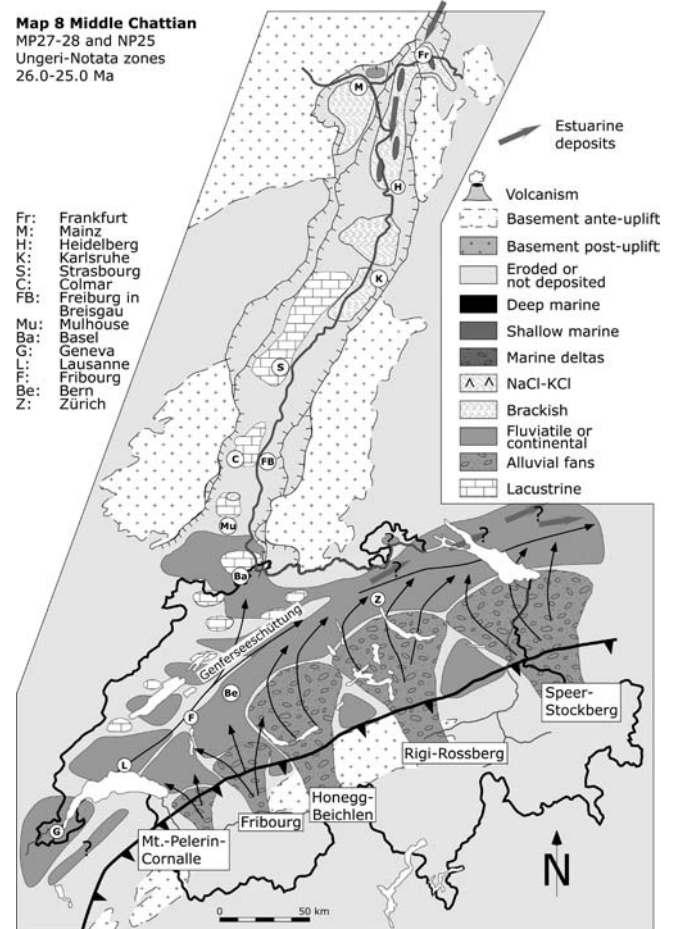 Map 8 Middle Chattian
MP27-28 and NP25
Ungeri-Notata zones
26.0-25.0 Ma
Fr: Frankfurt
M: Mainz
H: Heidelberg
K: Karlsruhe
S: Strasbourg
C: Colmar
FB: Freiburg in
Breisgau
Mu: Mulhouse
Ba: Basel
G: Geneva
L: Lausanne
F: Fribourg
Be: Bern
Z: Zürich
Estuarine
deposits
Volcanism
Basement ante-uplift
Basement post-uplift
Eroded or
not deposited
Deep marine
Shallow marine
Marine deltas
NaCl-KCl
Brackish
Fluviatile or
continental
Alluvial fans
Lacustrine
Fr
M
H
K
S
C
FB
Mu
Ba
?
?
?
Z
Genferseeschüttung
Be
F
L
G
?
Speer-
Stockberg
Rigi-Rossberg
Honegg-
Beichlen
Fribourg
Mt.-Pelerin-
Cornalle
N
0 50 km